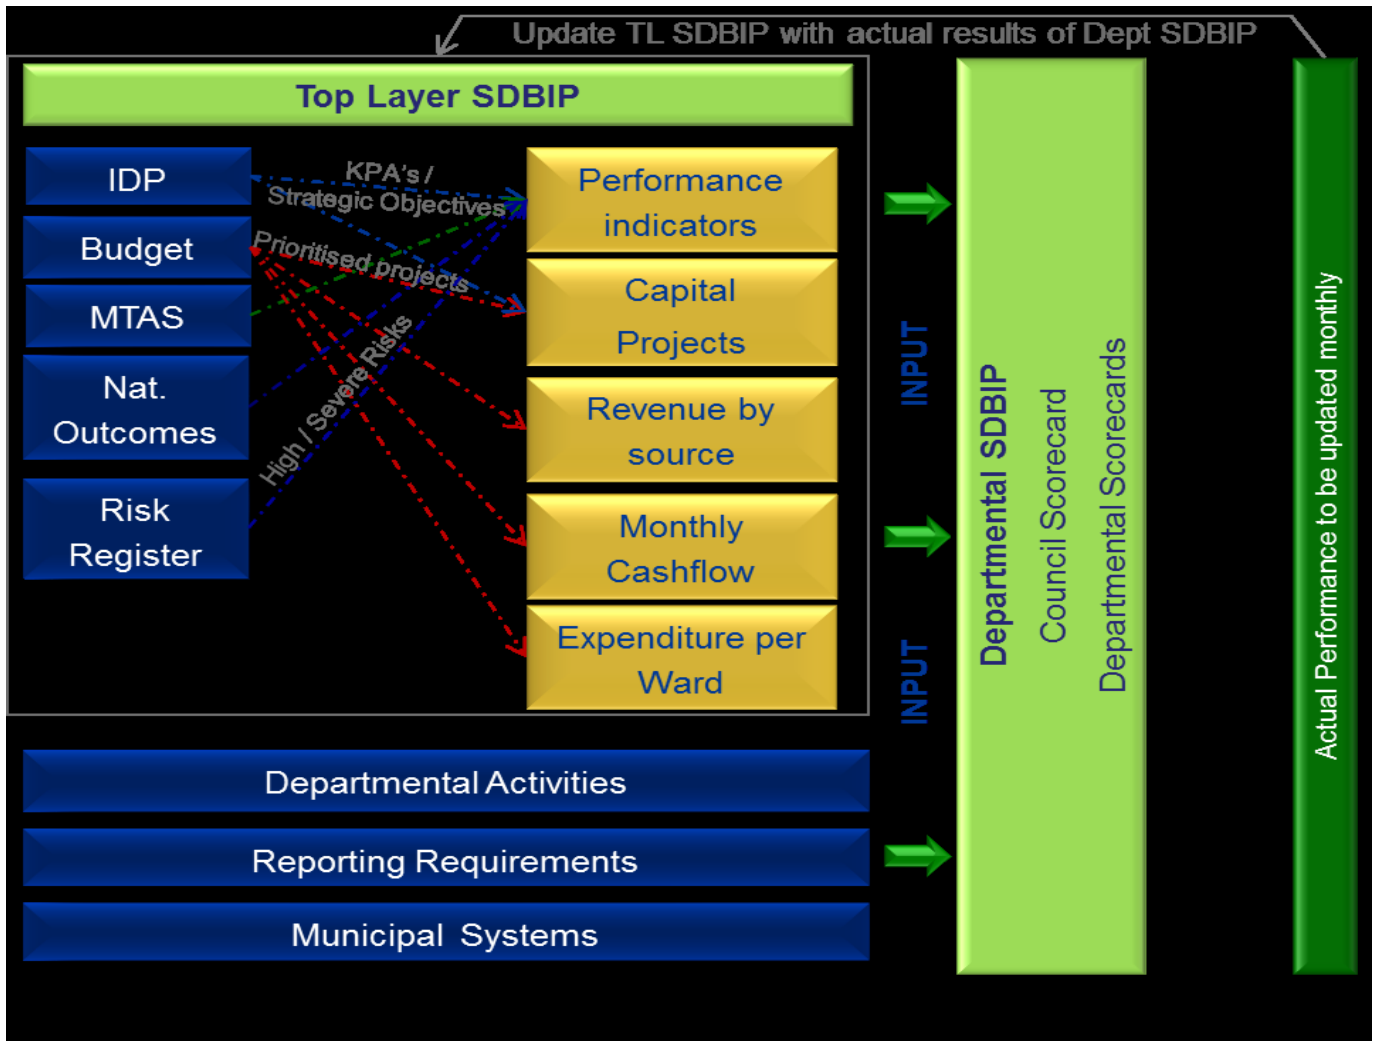 Update TL SDBIP with actual results of Dept SDBIP
Top Layer SDBIP
IDP
Budget
MTAS
Nat.
Outcomes
Risk
Register
KPA's /
Strategic Objectives
Prioritised projects
High / Severe Risks
Performance
indicators
Capital
Projects
Revenue by
source
Monthly
Cashflow
Expenditure per
Ward
INPUT
INPUT
Departmental SDBIP
Council Scorecard
Departmental Scorecards
Actual Performance to be updated monthly
Departmental Activities
Reporting Requirements
Municipal Systems